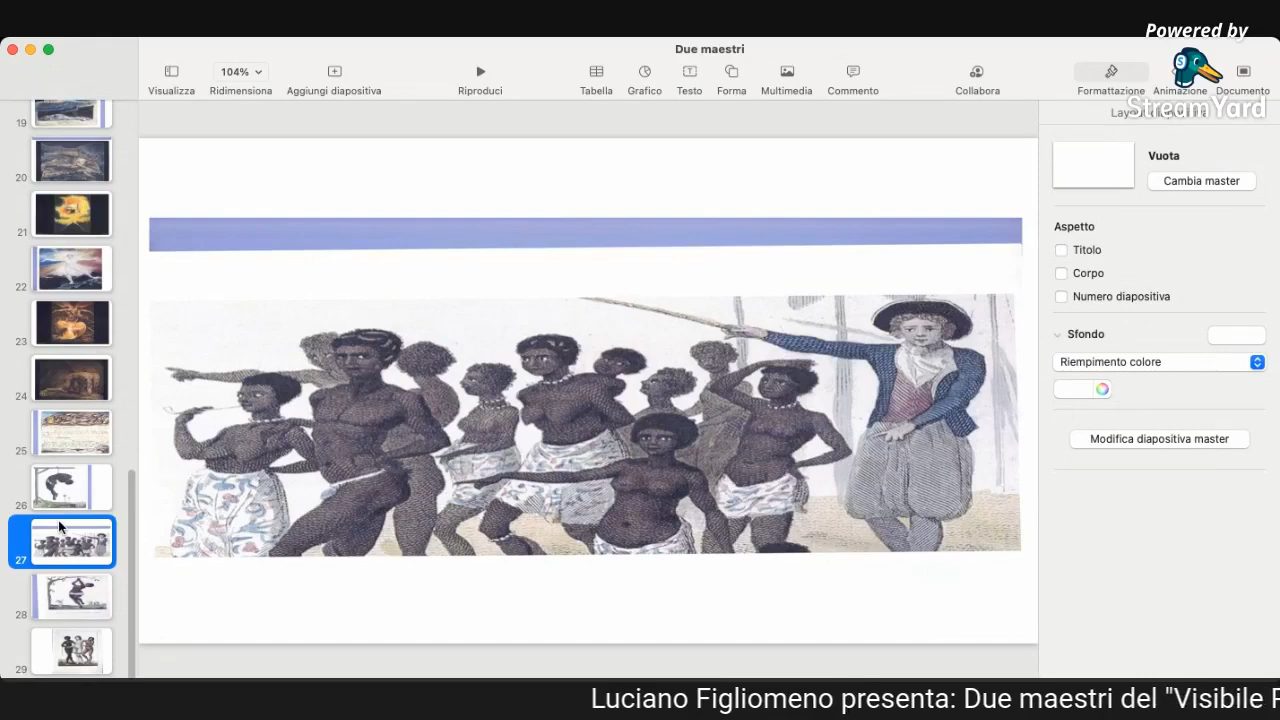 Powered by
StreamYard
Due maestri
104%
Visualizza
Ridimensiona
Aggiungi diapositiva
Riproduci
Tabella
Grafico
Testo
Forma
Multimedia
Commento
Collabora
Formattazione
Animazione
Documento
19
20
21
22
23
24
25
26
27
28
29
Vuota
Cambia master
Aspetto
Titolo
Corpo
Numero diapositiva
Sfondo
Riempimento colore
Modifica diapositiva master
Luciano Figliomeno presenta: Due maestri del "Visibile